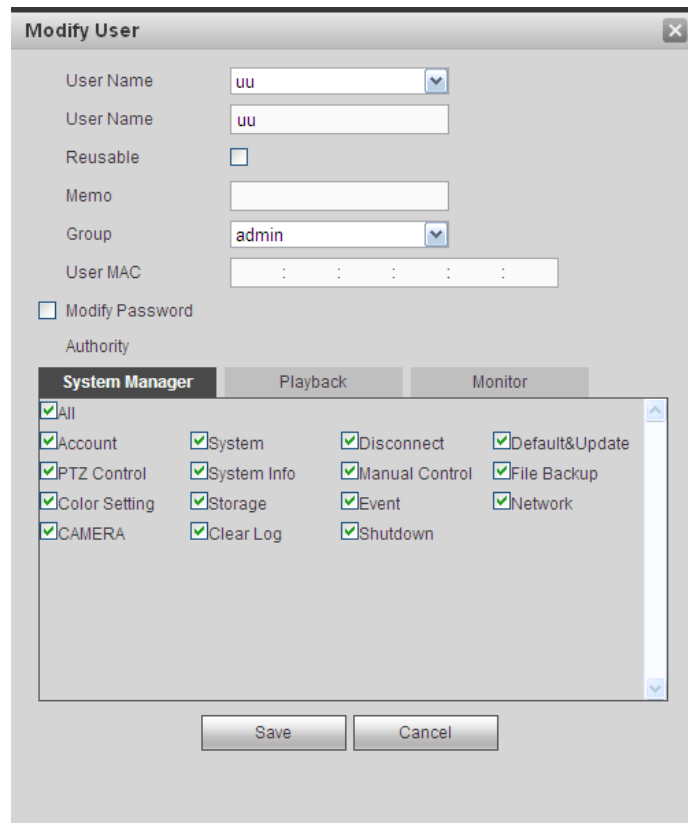 Modify User
User Name uu
User Name uu
Reusable
Memo
Group admin
User MAC : : : : :
Modify Password
Authority
System Manager Playback Monitor
All
Account System Disconnect Default&Update
PTZ Control System Info Manual Control File Backup
Color Setting Storage Event Network
CAMERA Clear Log Shutdown
Save Cancel